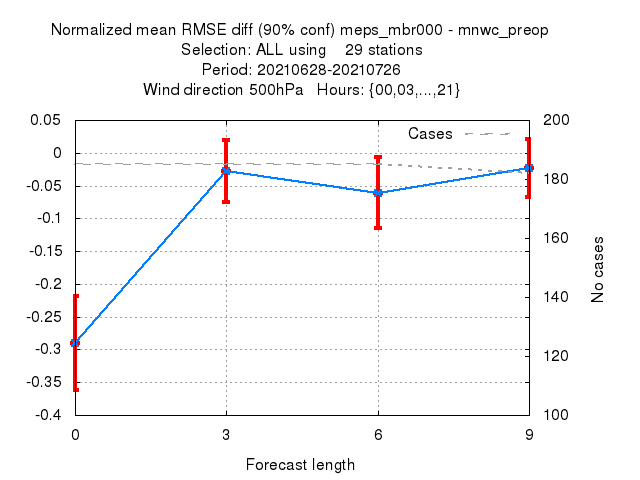 Normalized mean RMSE diff (90% conf) meps_mbr000 - mnwc_preop
Selection: ALL using    29 stations
Period: 20210628-20210726
Wind direction 500hPa   Hours: {00,03,...,21}
0.05
0
-0.05
-0.1
-0.15
-0.2
-0.25
-0.3
-0.35
-0.4
Cases
200
180
160
140
120
100
No cases
0
3
6
9
Forecast length